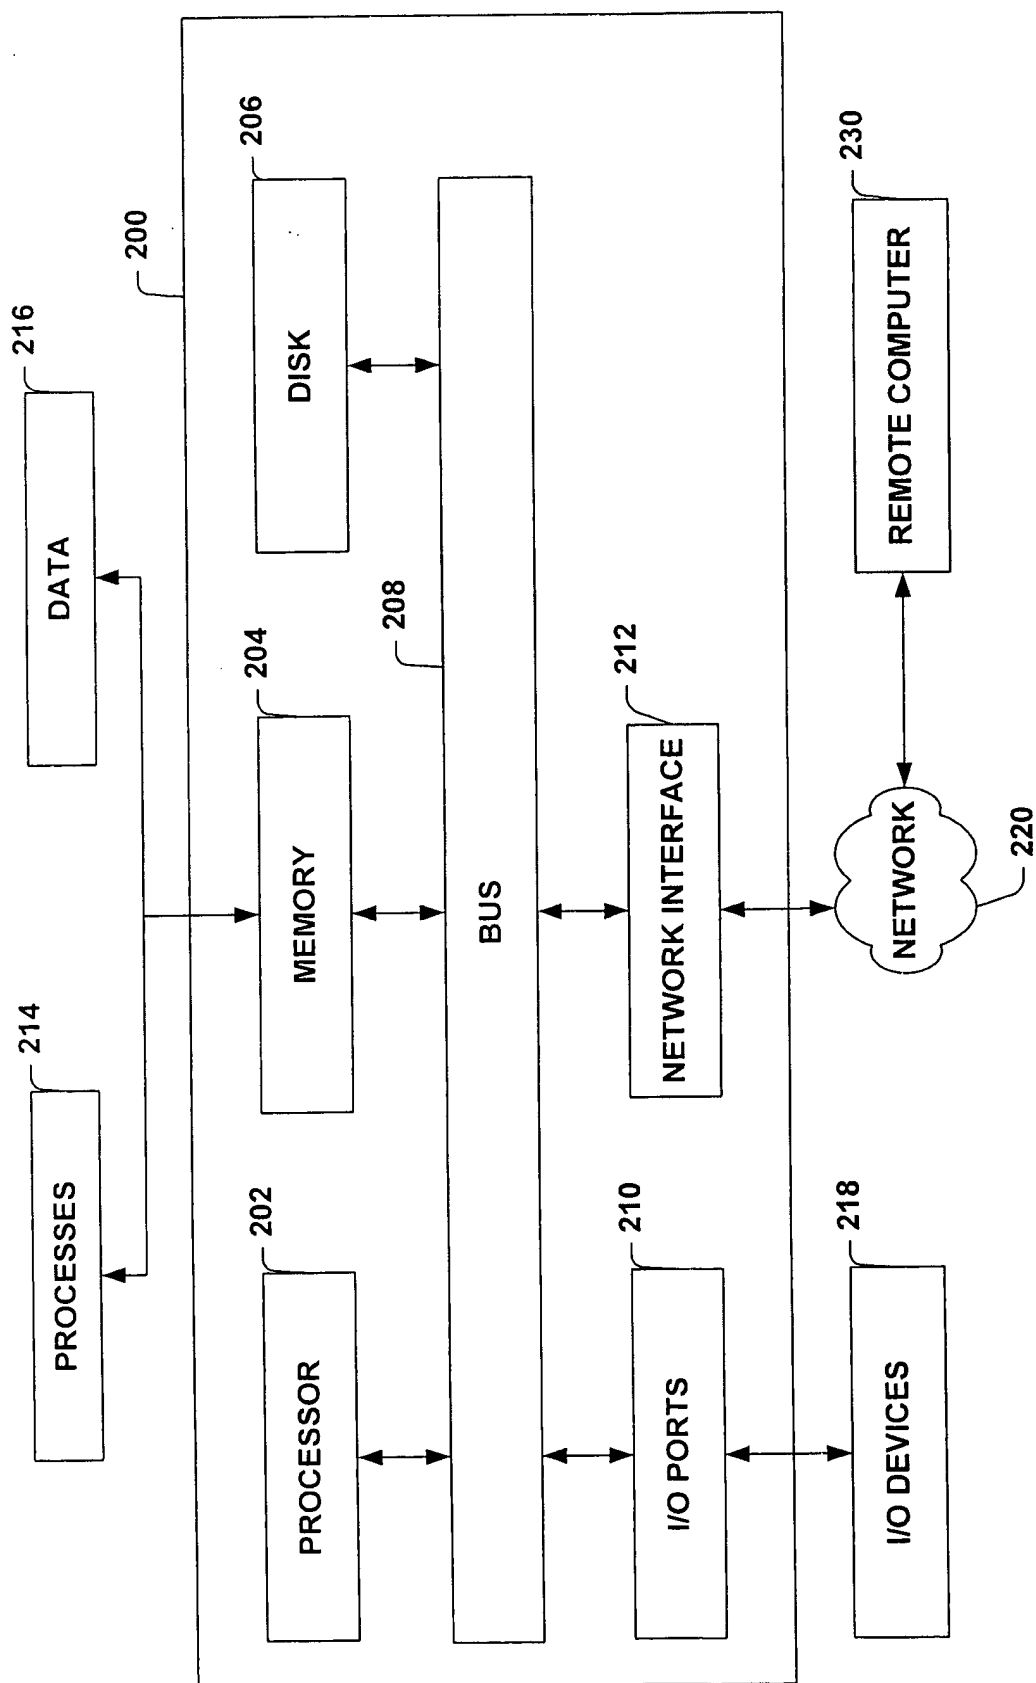 214
PROCESSES
216
DATA
200
202
PROCESSOR
204
MEMORY
206
DISK
208
BUS
210
I/O PORTS
212
NETWORK INTERFACE
218
I/O DEVICES
NETWORK
220
230
REMOTE COMPUTER